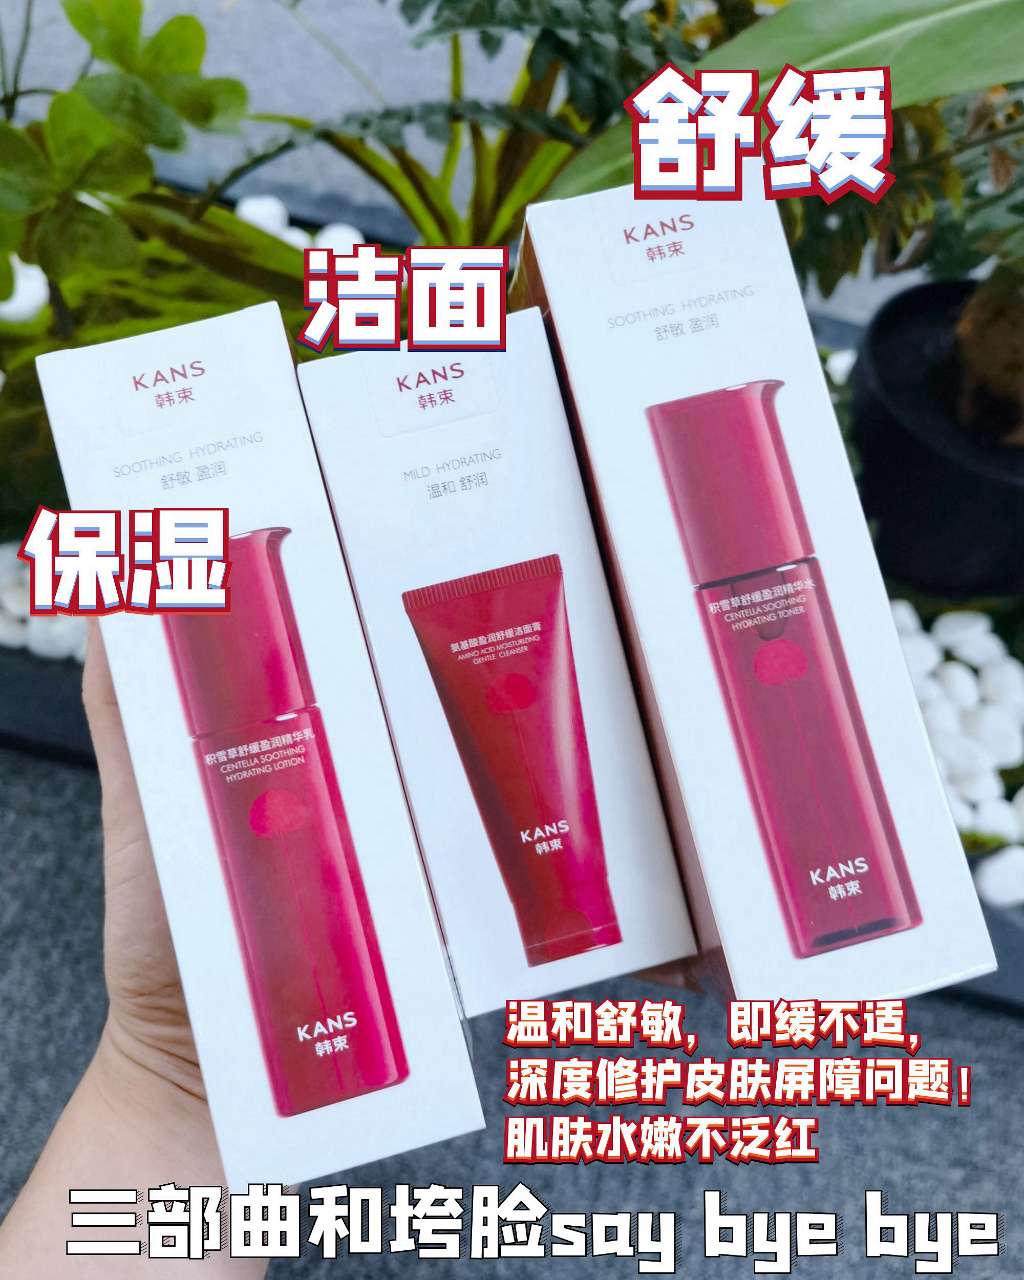 舒缓
洁面
保湿
KANS
韩束
SOOTHING HYDRATING
舒敏 盈润
积雪草舒缓盈润精华乳
CENTELLA SOOTHING
HYDRATING LOTION
KANS
韩束
KANS
韩束
MILD HYDRATING
温和 舒润
氨基酸盈润舒缓洁面膏
AMINO ACID MOISTURIZING
GENTLE CLEANSER
KANS
韩束
KANS
韩束
SOOTHING HYDRATING
舒敏 盈润
积雪草舒缓盈润精华水
CENTELLA SOOTHING
HYDRATING TONER
KANS
韩束
温和舒敏，即缓不适，
深度修护皮肤屏障问题！
肌肤水嫩不泛红
三部曲和垮脸say bye bye